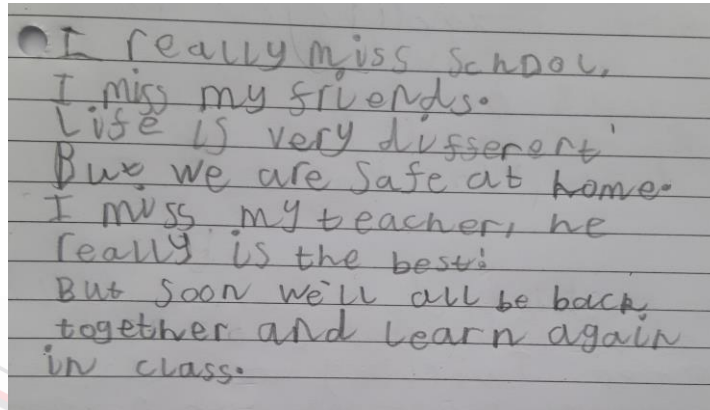 I really miss school,
I miss my friends.
Life is very different'
But we are safe at home.
I miss my teacher, he
really is the best!
But soon we'll all be back
together and learn again
in class.